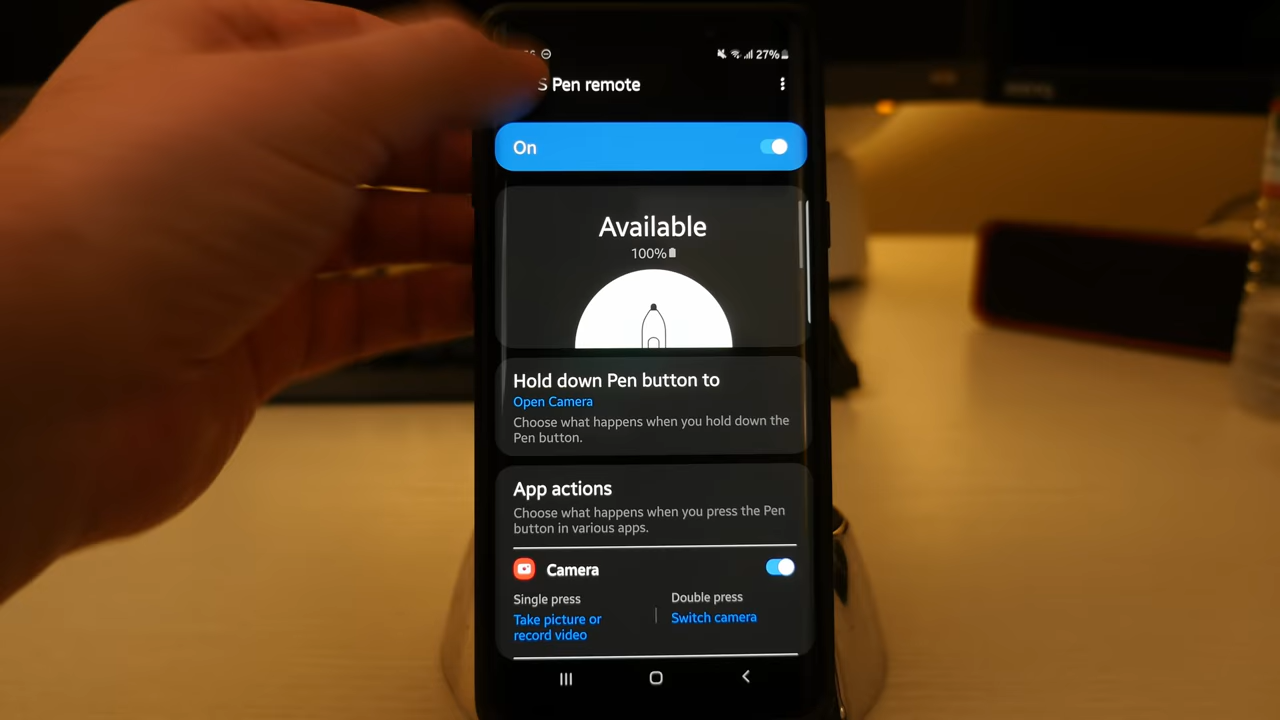 27%
S Pen remote
On
Available
100%
Hold down Pen button to
Open Camera
Choose what happens when you hold down the
Pen button.
App actions
Choose what happens when you press the Pen
button in various apps.
Camera
Single press
Take picture or
record video
Double press
Switch camera
BenQ